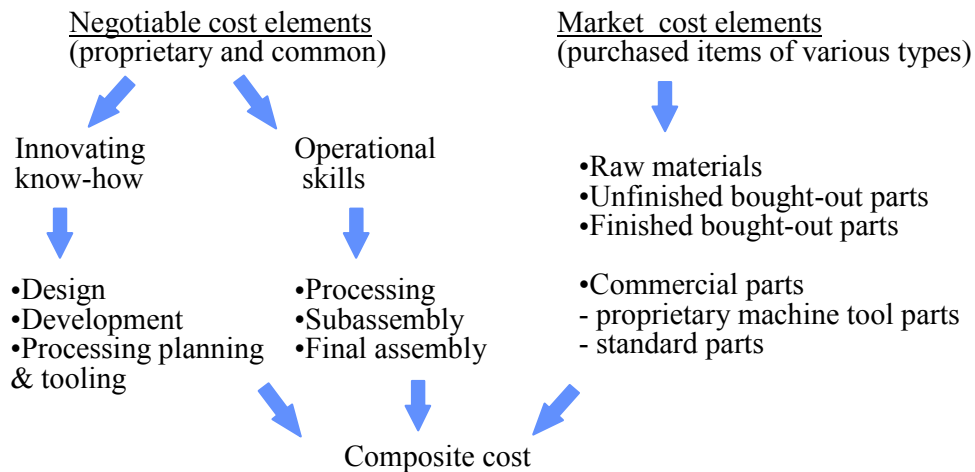 Negotiable cost elements
(proprietary and common)
Market  cost elements
(purchased items of various types)
Innovating
know-how
Operational
skills
•Raw materials
•Unfinished bought-out parts
•Finished bought-out parts
•Design
•Development
•Processing planning
& tooling
•Processing
•Subassembly
•Final assembly
•Commercial parts
- proprietary machine tool parts
- standard parts
Composite cost